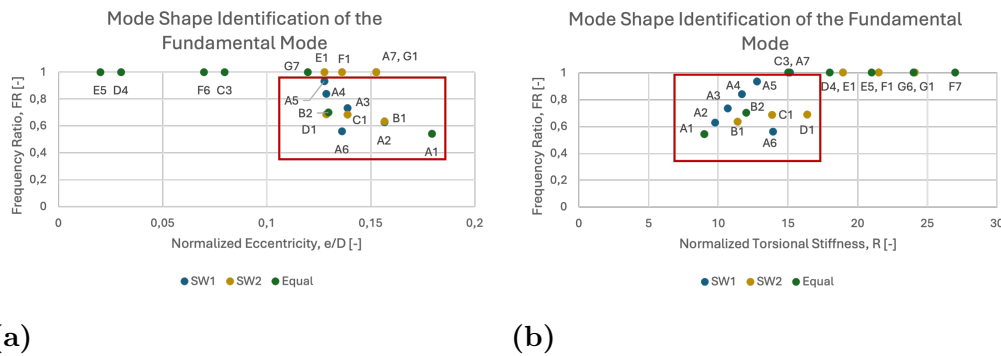 Mode Shape Identification of the
Fundamental Mode
Frequency Ratio, FR [-]
1
0,8
0,6
0,4
0,2
0
0
0,05
0,1
0,15
0,2
E5 D4
F6 C3
G7
E1
F1
A7, G1
A5
A4
A3
B2
C1
B1
D1
A6
A2
A1
Normalized Eccentricity, e/D [-]
SW1 SW2 Equal
(a)
Mode Shape Identification of the Fundamental
Mode
Frequency Ratio, FR [-]
1
0,8
0,6
0,4
0,2
0
0
5
10
15
20
25
30
C3, A7
D4, E1 E5, F1 G6, G1
F7
A4
A5
A3
A2
B2
C1
A1
B1
D1
A6
Normalized Torsional Stiffness, R [-]
SW1 SW2 Equal
(b)